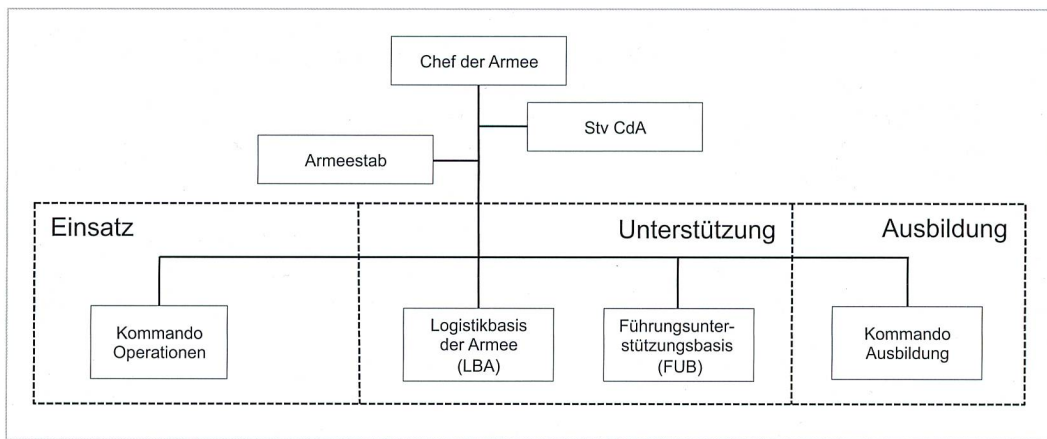 Chef der Armee
Stv CdA
Armeestab
Einsatz
Unterstützung
Ausbildung
Kommando
Operationen
Logistikbasis
der Armee
(LBA)
Führungsunter-
stützungsbasis
(FUB)
Kommando
Ausbildung